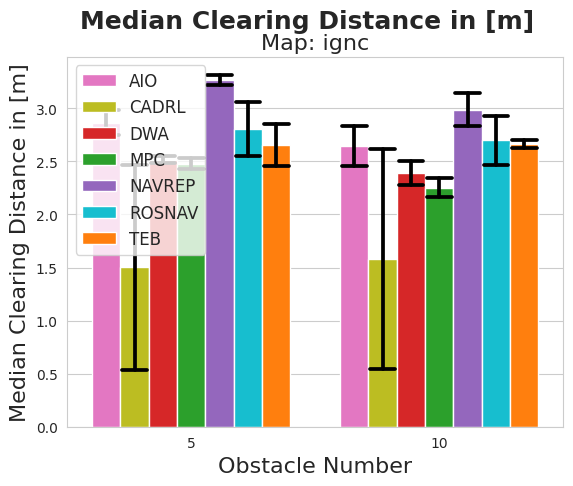 Median Clearing Distance in [m]
Map: ignc
Median Clearing Distance in [m]
3.0
2.5
2.0
1.5
1.0
0.5
0.0
AIO
CADRL
DWA
MPC
NAVREP
ROSNAV
TEB
5
10
Obstacle Number